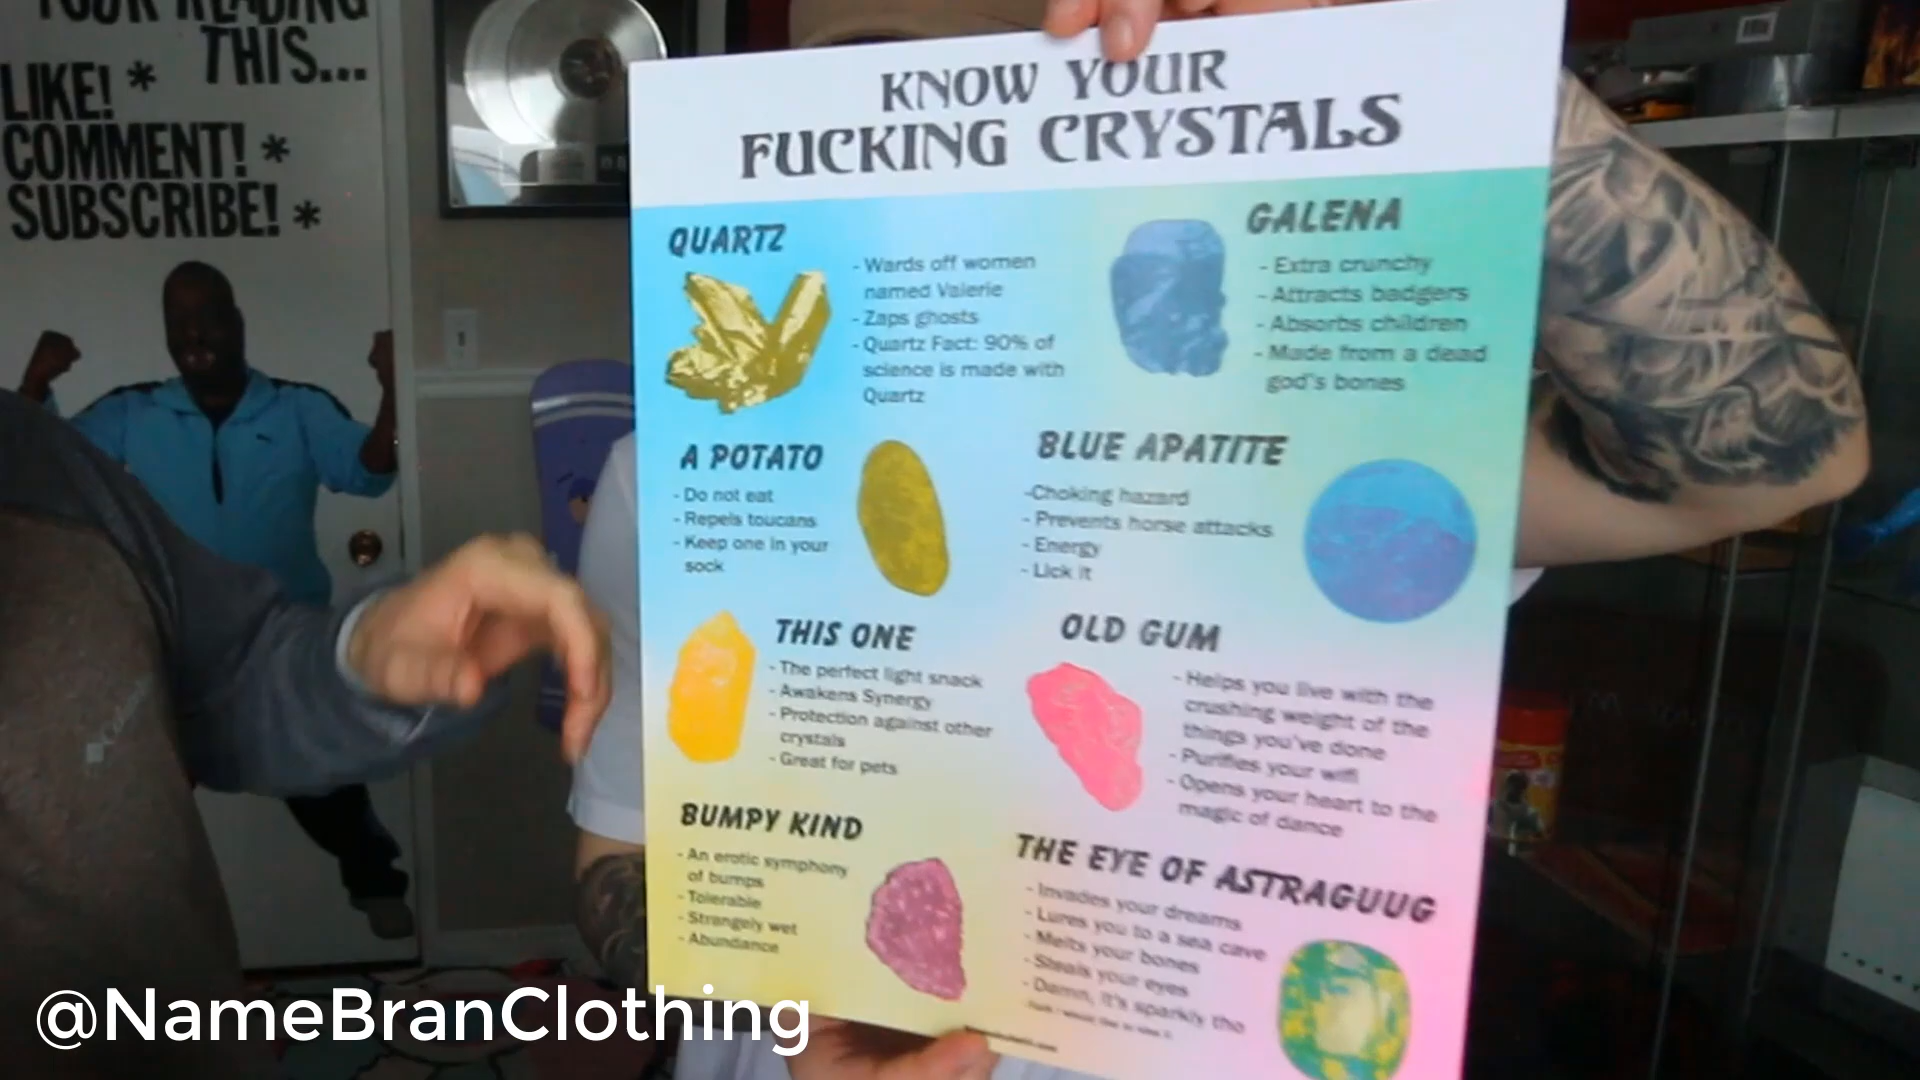 YOUR READING
THIS...
LIKE! *
COMMENT! *
SUBSCRIBE! *
KNOW YOUR
FUCKING CRYSTALS
QUARTZ
- Wards off women
named Valerie
- Zaps ghosts
- Quartz Fact: 90% of
science is made with
Quartz
GALENA
- Extra crunchy
- Attracts badgers
- Absorbs children
- Made from a dead
god's bones
A POTATO
- Do not eat
- Repels toucans
- Keep one in your
sock
BLUE APATITE
-Choking hazard
- Prevents horse attacks
- Energy
- Lick it
THIS ONE
- The perfect light snack
- Awakens Synergy
- Protection against other
crystals
- Great for pets
OLD GUM
- Helps you live with the
crushing weight of the
things you've done
- Purifies your wifi
- Opens your heart to the
magic of dance
BUMPY KIND
- An erotic symphony
of bumps
- Tolerable
- Strangely wet
- Abundance
THE EYE OF ASTRAGUUG
- Invades your dreams
- Lures you to a sea cave
- Melts your bones
- Steals your eyes
- Damn, it's sparkly tho
@NameBranClothing